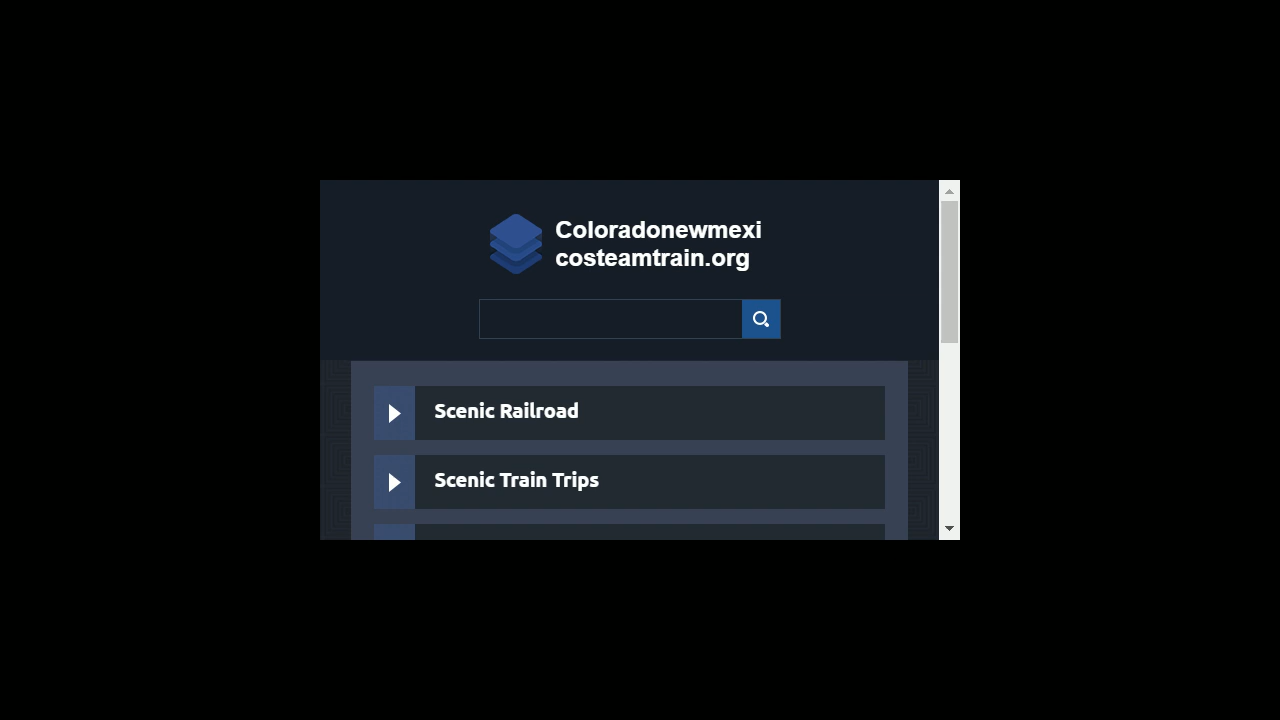 Coloradonewmexi
costeamtrain.org
Scenic Railroad
Scenic Train Trips